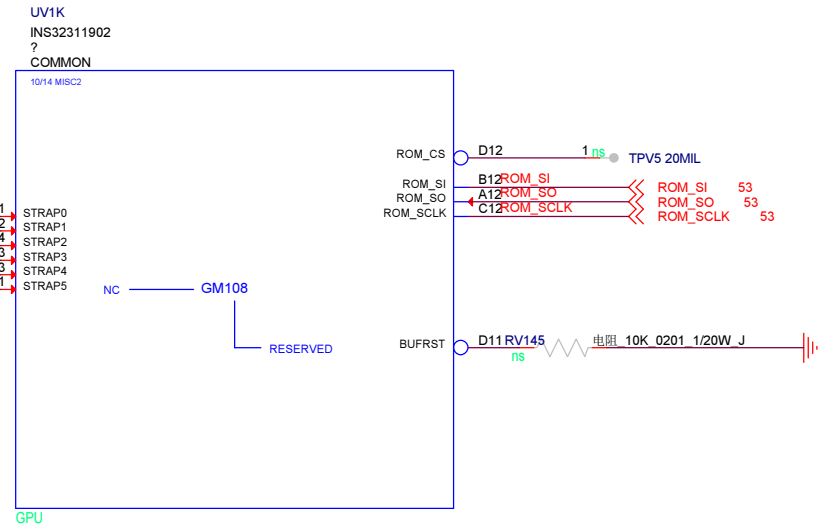 UV1K
INS32311902
?
COMMON
10/14 MISC2
ROM_CS D12 1 ns TPV5 20MIL
ROM_SI B12 ROM_SI ROM_SI 53
ROM_SO A12 ROM_SO ROM_SO 53
ROM_SCLK C12 ROM_SCLK ROM_SCLK 53
1 STRAP0
2 STRAP1
4 STRAP2
3 STRAP3
3 STRAP4
1 STRAP5
NC GM108
RESERVED
BUFRST D11 RV145 电阻_10K_0201_1/20W_J
ns
GPU